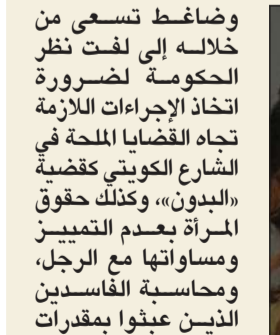 وضاغط تسعى من
خلاله إلى لفت نظر
الحكومة لضرورة
اتخاذ الإجراءات اللازمة
تجاه القضايا الملحة في
الشارع الكويتي كقضية
«البدون»، وكذلك حقوق
المرأة بعدم التمييز
ومساواتها مع الرجل،
ومحاسبة الفاسدين
الذين عبثوا بمقدرات